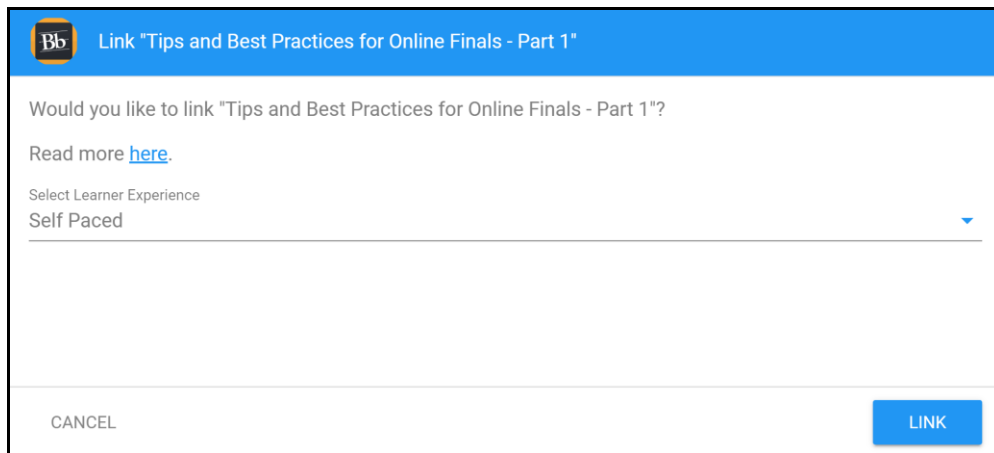 Bb
Link "Tips and Best Practices for Online Finals - Part 1"
Would you like to link "Tips and Best Practices for Online Finals - Part 1"?
Read more here.
Select Learner Experience
Self Paced
CANCEL
LINK